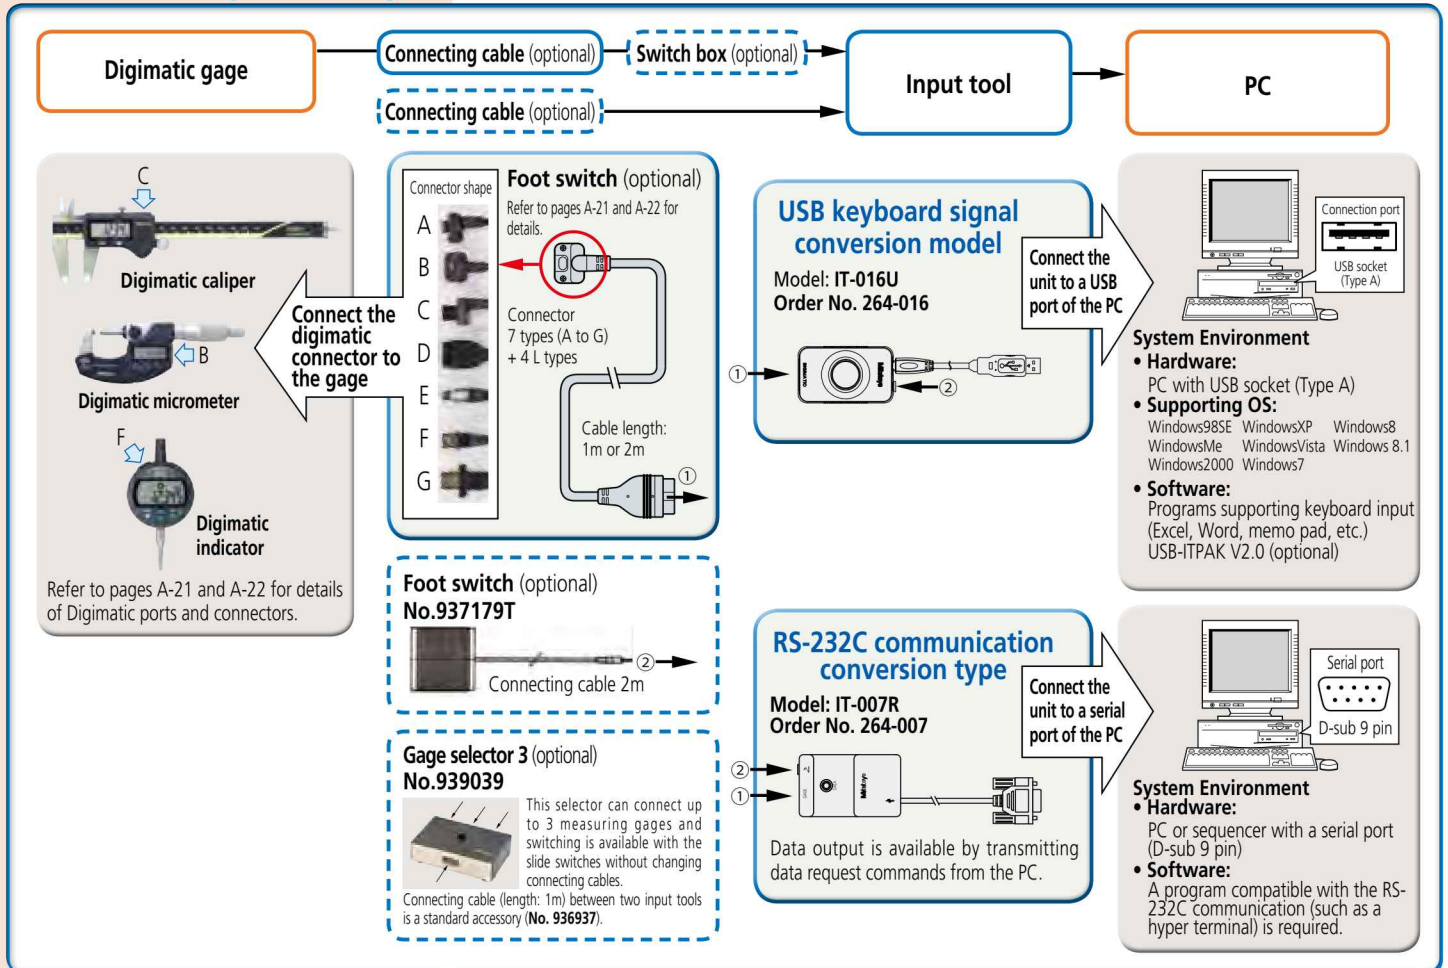 Digimatic gage
Connecting cable (optional)
Switch box (optional)
Connecting cable (optional)
Input tool
PC
C
Digimatic caliper
B
Digimatic micrometer
F
Digimatic
indicator
Refer to pages A-21 and A-22 for details
of Digimatic ports and connectors.
Connect the
digimatic
connector to
the gage
Connector shape
A
B
C
D
E
F
G
Foot switch (optional)
Refer to pages A-21 and A-22 for
details.
Connector
7 types (A to G)
+ 4 L types
Cable length:
1m or 2m
①
Foot switch (optional)
No.937179T
②
Connecting cable 2m
Gage selector 3 (optional)
No.939039
This selector can connect up
to 3 measuring gages and
switching is available with the
slide switches without changing
connecting cables.
Connecting cable (length: 1m) between two input tools
is a standard accessory (No. 936937).
USB keyboard signal
conversion model
Model: IT-016U
Order No. 264-016
①
Mitutoyo
②
Connect the
unit to a USB
port of the PC
Connection port
USB socket
(Type A)
System Environment
• Hardware:
PC with USB socket (Type A)
• Supporting OS:
Windows98SE WindowsXP Windows8
WindowsMe WindowsVista Windows 8.1
Windows2000 Windows7
• Software:
Programs supporting keyboard input
(Excel, Word, memo pad, etc.)
USB-ITPAK V2.0 (optional)
RS-232C communication
conversion type
Model: IT-007R
Order No. 264-007
②
①
Mitutoyo
Data output is available by transmitting
data request commands from the PC.
Connect the
unit to a serial
port of the PC
Serial port
D-sub 9 pin
System Environment
• Hardware:
PC or sequencer with a serial port
(D-sub 9 pin)
• Software:
A program compatible with the RS-
232C communication (such as a
hyper terminal) is required.